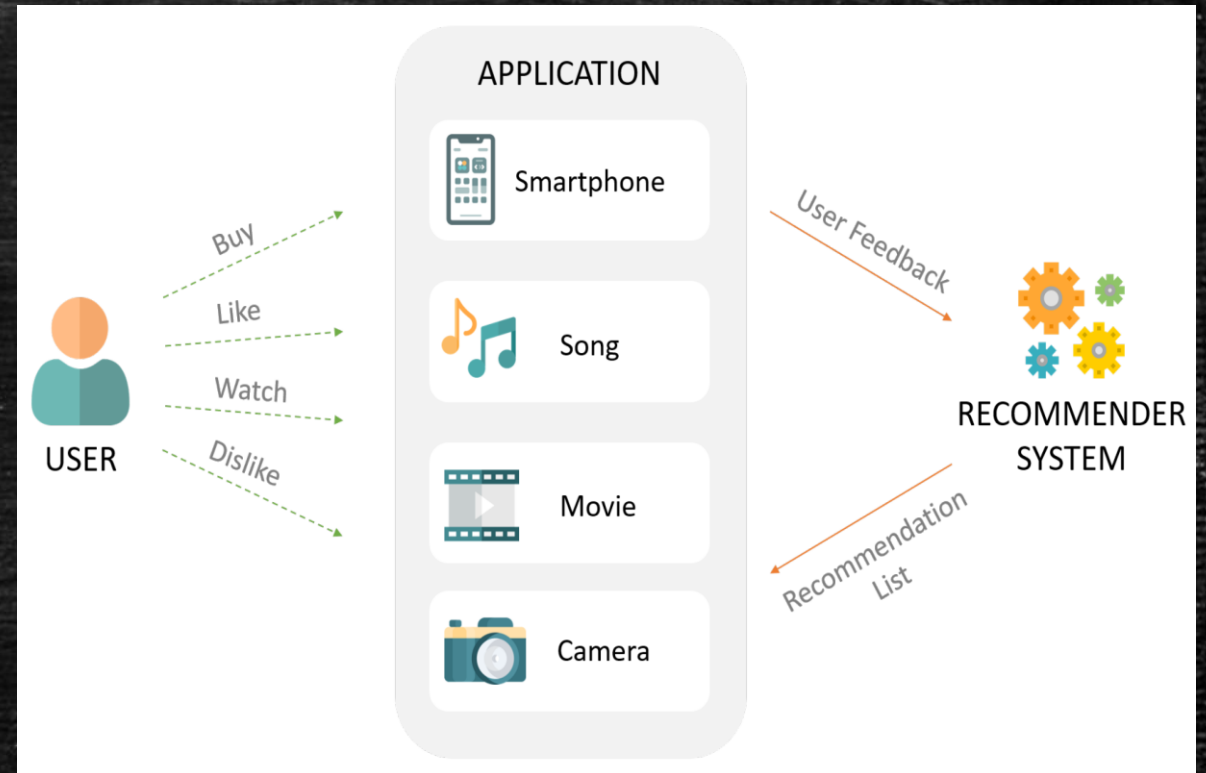 APPLICATION
Smartphone
Song
Movie
Camera
Buy
Like
Watch
Dislike
USER
User Feedback
RECOMMENDER
SYSTEM
Recommendation
List